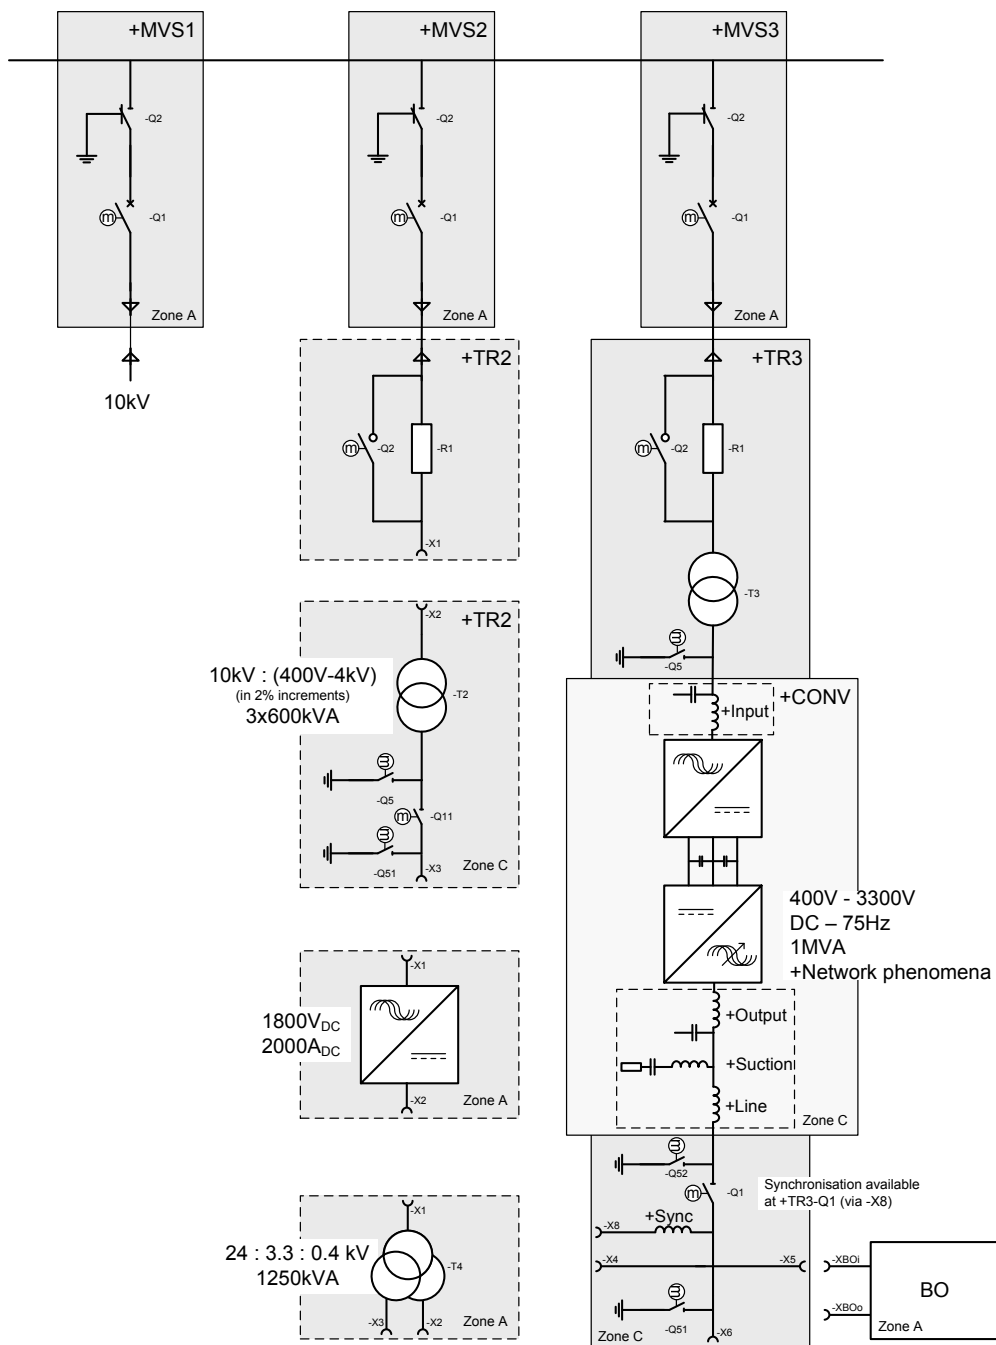 +MVS1
+MVS2
+MVS3
-Q2
-Q2
-Q2
m
-Q1
m
-Q1
m
-Q1
Zone A
Zone A
Zone A
10kV
+TR2
+TR3
m
-Q2
-R1
m
-Q2
-R1
-X1
-T3
m
-Q5
-X2
+TR2
10kV : (400V-4kV)
(in 2% increments)
3x600kVA
-T2
m
-Q5
m
-Q11
m
-Q51
-X3
Zone C
+CONV
+Input
400V - 3300V
DC – 75Hz
1MVA
+Network phenomena
+Output
+Suction
+Line
Zone C
-X1
1800VDC
2000ADC
-X2
Zone A
m
-Q52
m
-Q1
Synchronisation available
at +TR3-Q1 (via -X8)
+Sync
-X8
-X4
-X5
m
-Q51
Zone C
-X6
-XBOi
-XBOo
BO
Zone A
-X1
24 : 3.3 : 0.4 kV
1250kVA
-T4
-X3
-X2
Zone A